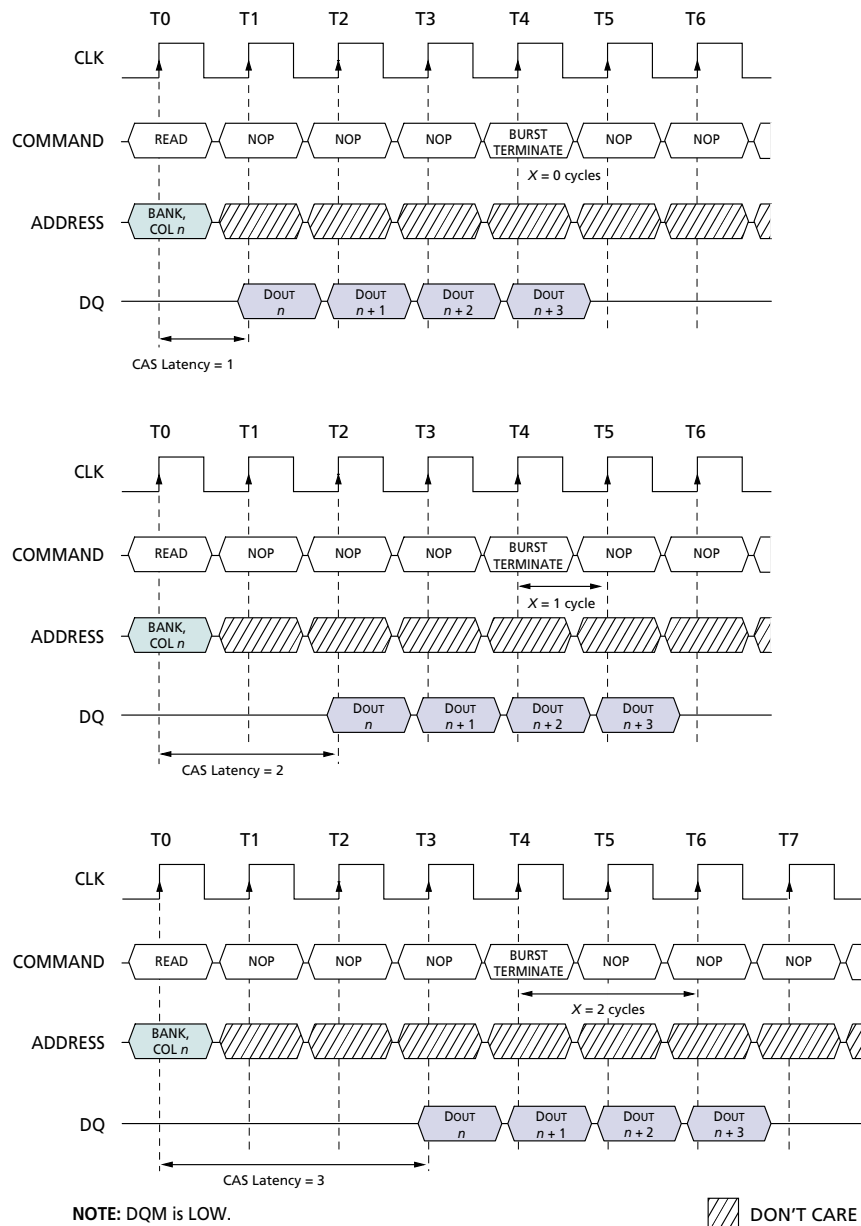 T0 T1 T2 T3 T4 T5 T6
CLK
COMMAND READ NOP NOP NOP BURST TERMINATE NOP NOP
X = 0 cycles
ADDRESS BANK, COL n
DQ DOUT n DOUT n + 1 DOUT n + 2 DOUT n + 3
CAS Latency = 1
T0 T1 T2 T3 T4 T5 T6
CLK
COMMAND READ NOP NOP NOP BURST TERMINATE NOP NOP
X = 1 cycle
ADDRESS BANK, COL n
DQ DOUT n DOUT n + 1 DOUT n + 2 DOUT n + 3
CAS Latency = 2
T0 T1 T2 T3 T4 T5 T6 T7
CLK
COMMAND READ NOP NOP NOP BURST TERMINATE NOP NOP NOP
X = 2 cycles
ADDRESS BANK, COL n
DQ DOUT n DOUT n + 1 DOUT n + 2 DOUT n + 3
CAS Latency = 3
NOTE: DQM is LOW. DON'T CARE